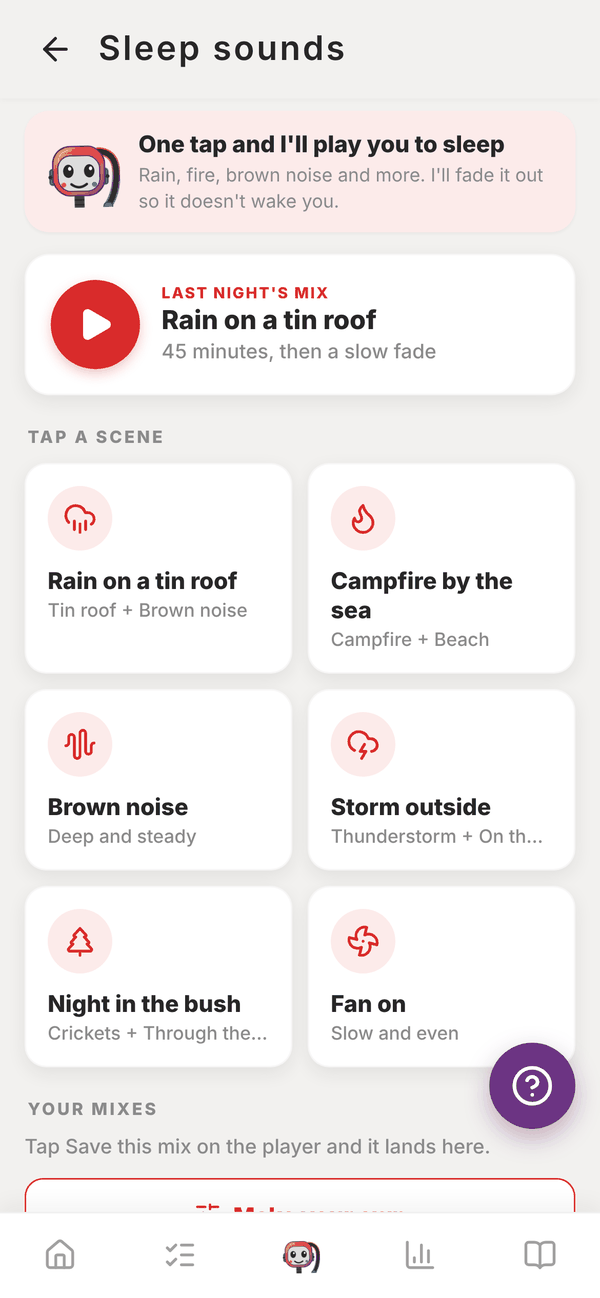 Sleep sounds
One tap and I'll play you to sleep
Rain, fire, brown noise and more. I'll fade it out
so it doesn't wake you.
LAST NIGHT'S MIX
Rain on a tin roof
45 minutes, then a slow fade
TAP A SCENE
Rain on a tin roof
Tin roof + Brown noise
Campfire by the
sea
Campfire + Beach
Brown noise
Deep and steady
Storm outside
Thunderstorm + On th...
Night in the bush
Crickets + Through the...
Fan on
Slow and even
YOUR MIXES
Tap Save this mix on the player and it lands here.